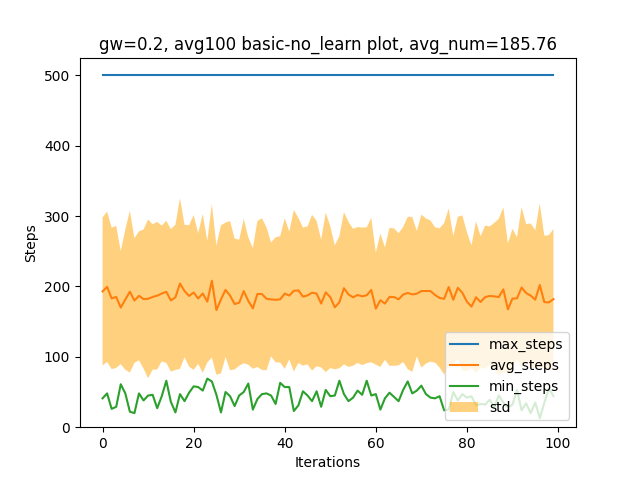 gw=0.2, avg100 basic-no_learn plot, avg_num=185.76
Steps
500
400
300
200
100
0
max_steps
avg_steps
min_steps
std
0
20
40
60
80
100
Iterations